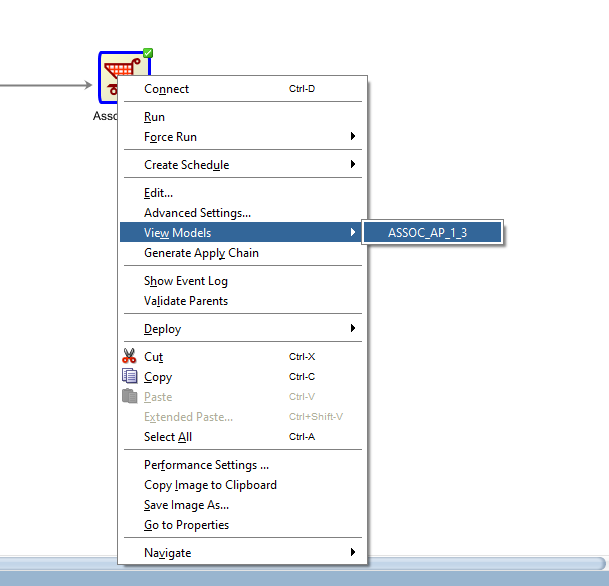 Assoc
Connect Ctrl-D
Run
Force Run
Create Schedule
Edit...
Advanced Settings...
View Models
ASSOC_AP_1_3
Generate Apply Chain
Show Event Log
Validate Parents
Deploy
Cut Ctrl-X
Copy Ctrl-C
Paste Ctrl-V
Extended Paste... Ctrl+Shift-V
Select All Ctrl-A
Performance Settings ...
Copy Image to Clipboard
Save Image As...
Go to Properties
Navigate